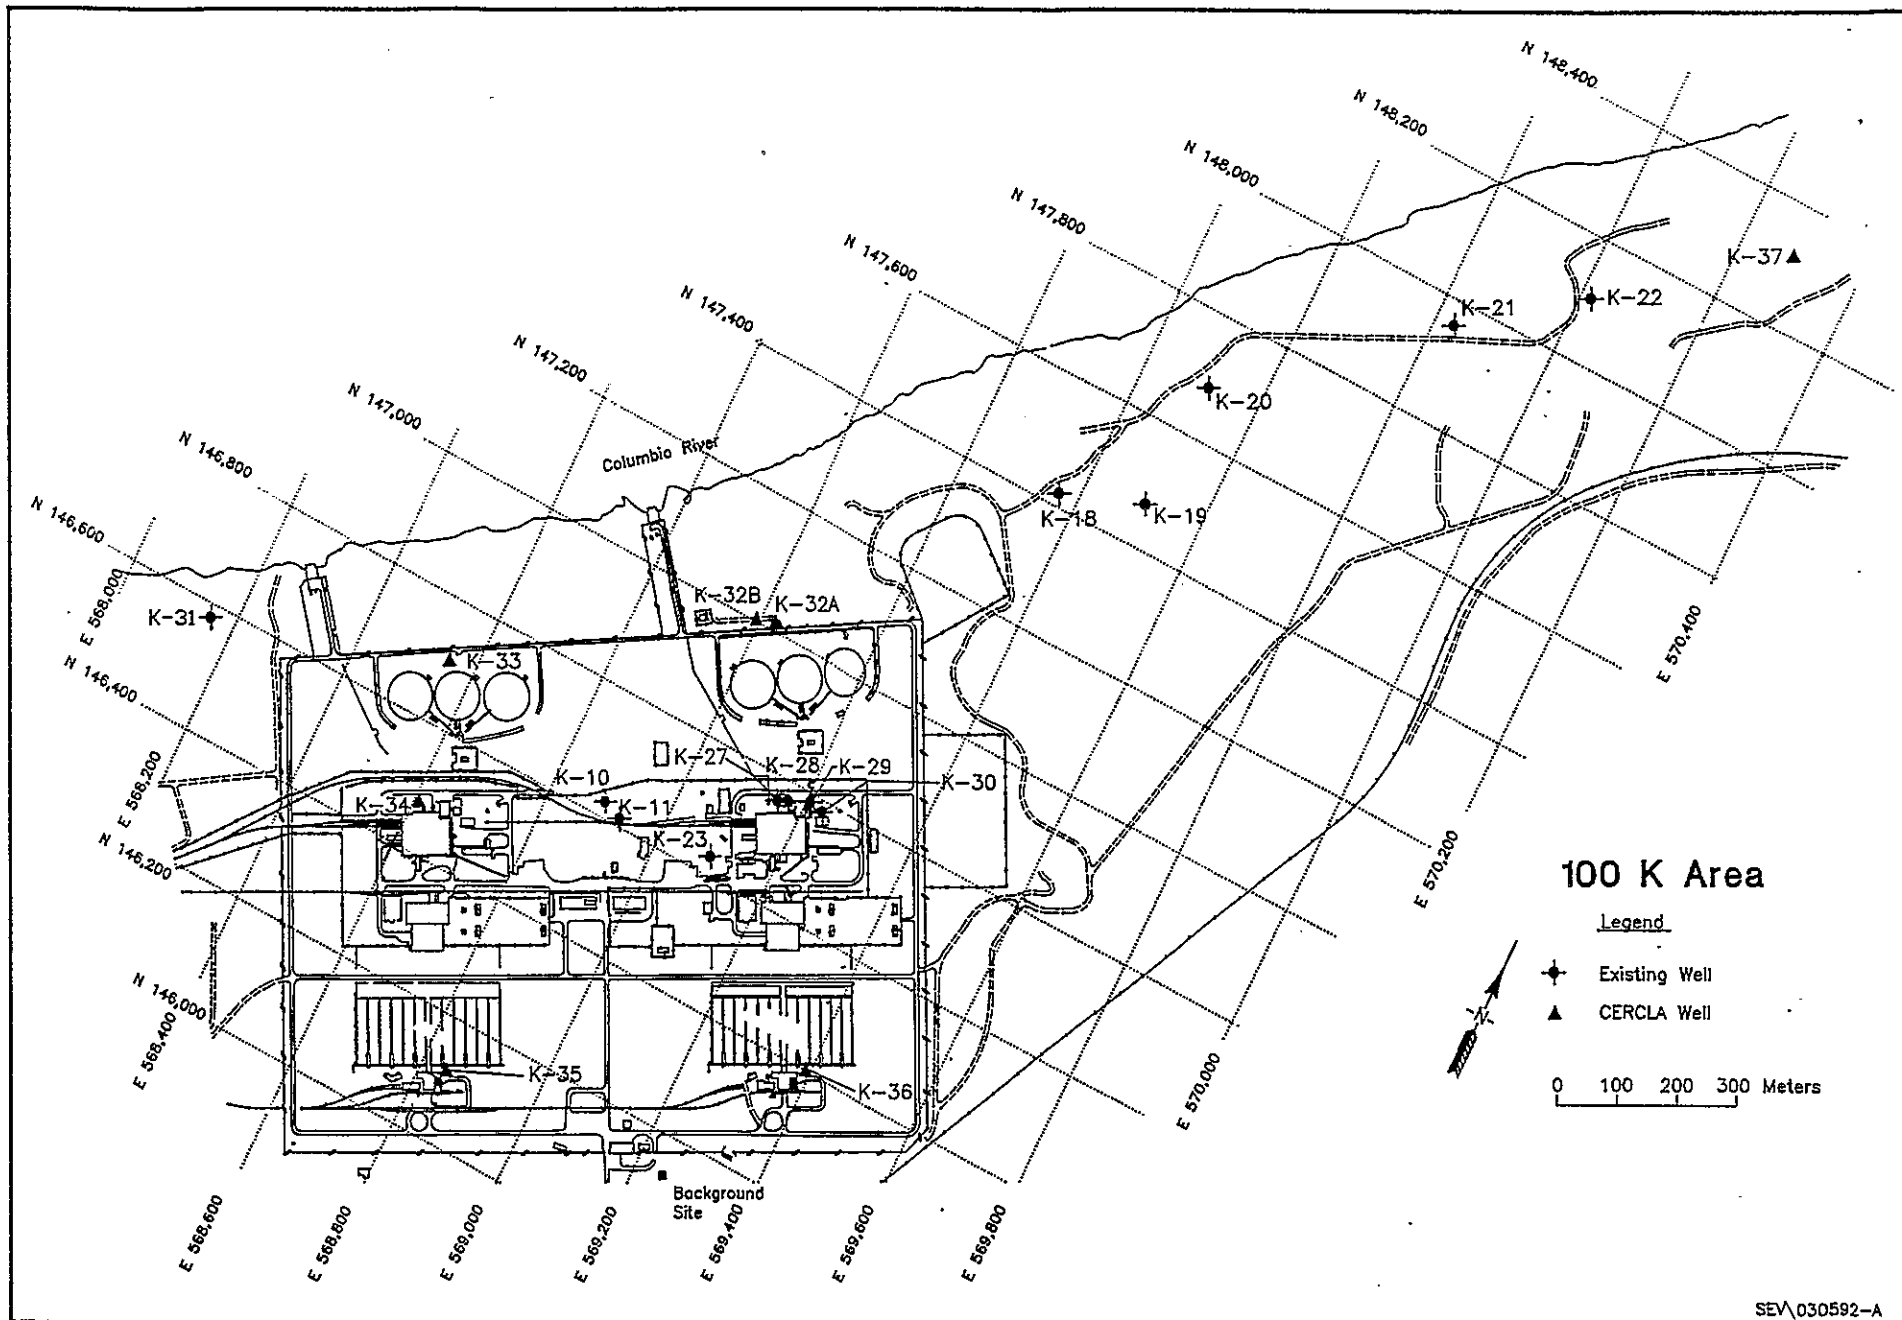 N 148,400
N 148,200
N 148,000
N 147,800
N 147,600
N 147,400
N 147,200
N 147,000
N 146,800
N 146,600
N 146,400
N 146,200
N 146,000
Columbia River
K-37
K-22
K-21
K-20
K-18
K-19
K-31
K-32B
K-32A
K-33
K-27
K-28
K-29
K-30
K-10
K-11
K-34
K-23
K-35
K-36
Background
Site
E 568,000
E 568,200
E 568,400
E 568,600
E 568,800
E 569,000
E 569,200
E 569,400
E 569,600
E 569,800
E 570,000
E 570,200
E 570,400
100 K Area
Legend
Existing Well
CERCLA Well
N
0 100 200 300 Meters
SEV\030592-A